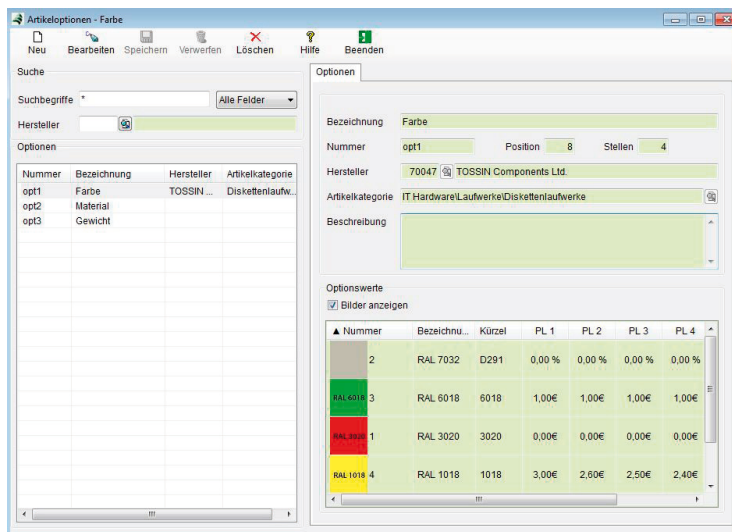 Artikeloptionen - Farbe
Neu Bearbeiten Speichern Verwerfen Löschen Hilfe Beenden
Suche
Suchbegriffe * Alle Felder
Hersteller
Optionen
Nummer Bezeichnung Hersteller Artikelkategorie
opt1 Farbe TOSSIN ... Diskettenlaufw...
opt2 Material
opt3 Gewicht
Optionen
Bezeichnung Farbe
Nummer opt1 Position 8 Stellen 4
Hersteller 70047 TOSSIN Components Ltd.
Artikelkategorie IT Hardware\Laufwerke\Diskettenlaufwerke
Beschreibung
Optionswerte
Bilder anzeigen
▲ Nummer Bezeichnu... Kürzel PL 1 PL 2 PL 3 PL 4
2 RAL 7032 D291 0,00 % 0,00 % 0,00 % 0,00 %
RAL 6018 3 RAL 6018 6018 1,00€ 1,00€ 1,00€ 1,00€
RAL 3020 1 RAL 3020 3020 0,00€ 0,00€ 0,00€ 0,00€
RAL 1018 4 RAL 1018 1018 3,00€ 2,60€ 2,50€ 2,40€